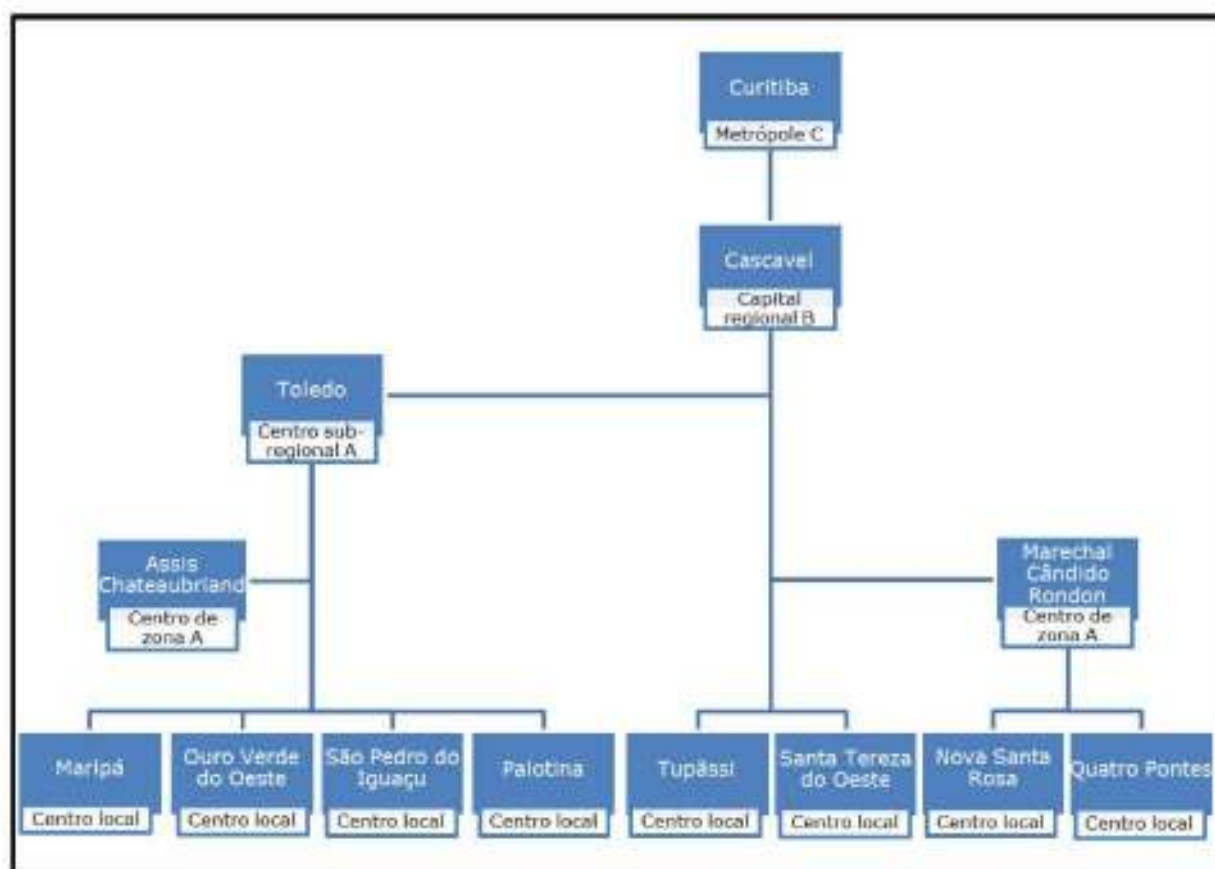 Curitiba
Metrópole C
Cascavel
Capital
regional B
Toledo
Centro sub-
regional A
Assis
Chateaubriand
Centro de
zona A
Marechal
Cândido
Rondon
Centro de
zona A
Maripá
Centro local
Ouro Verde
do Oeste
Centro local
São Pedro do
Iguaçu
Centro local
Palotina
Centro local
Tupãssi
Centro local
Santa Tereza
do Oeste
Centro local
Nova Santa
Rosa
Centro local
Quatro Pontes
Centro local